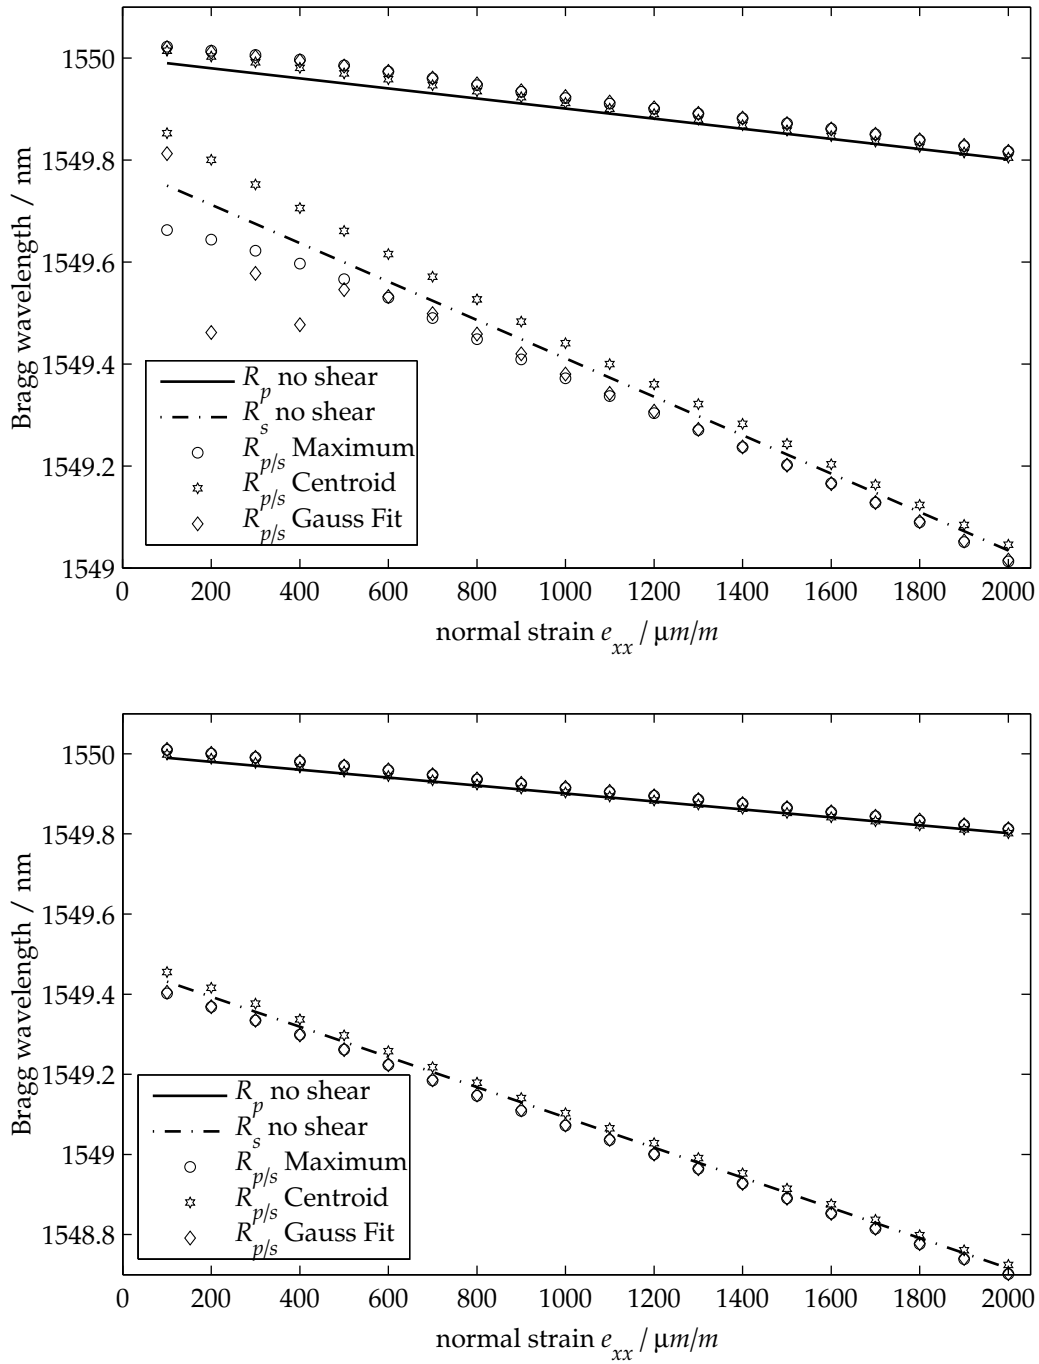 1550
1549.8
1549.6
1549.4
1549.2
1549
Bragg wavelength / nm
R_p no shear
R_s no shear
R_p/s Maximum
R_p/s Centroid
R_p/s Gauss Fit
0 200 400 600 800 1000 1200 1400 1600 1800 2000
normal strain e_xx / μm/m
1550
1549.8
1549.6
1549.4
1549.2
1549
1548.8
Bragg wavelength / nm
R_p no shear
R_s no shear
R_p/s Maximum
R_p/s Centroid
R_p/s Gauss Fit
0 200 400 600 800 1000 1200 1400 1600 1800 2000
normal strain e_xx / μm/m